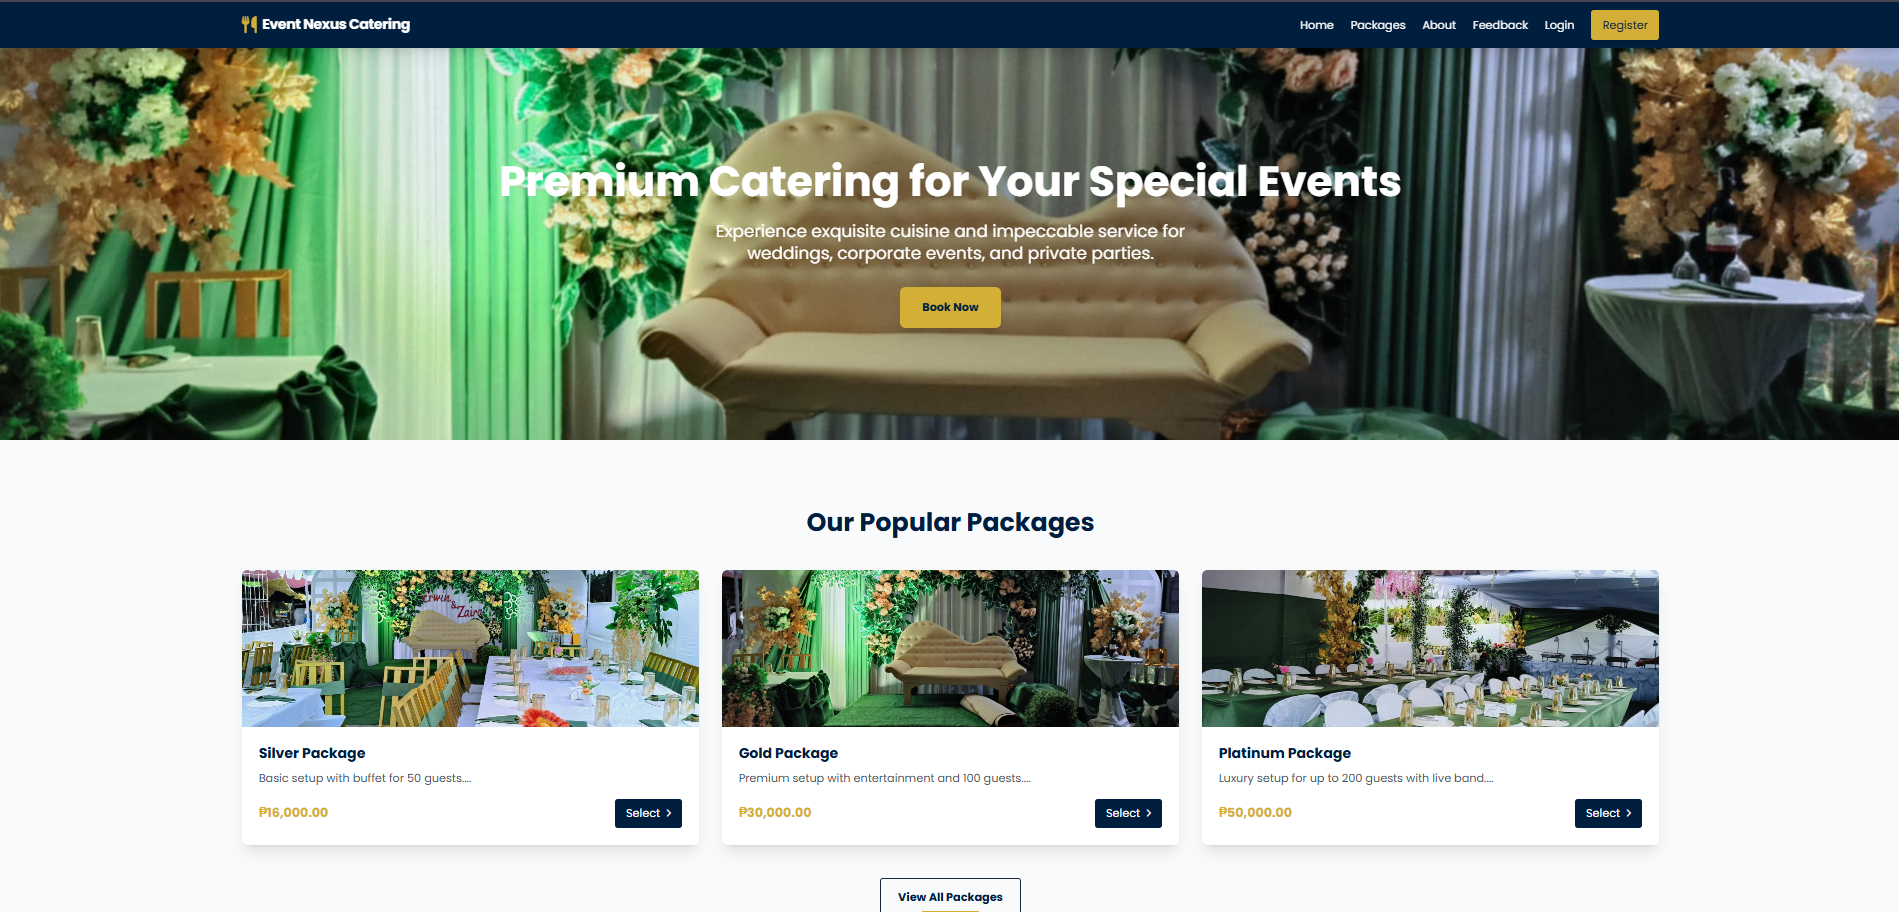 Event Nexus Catering
Home
Packages
About
Feedback
Login
Register
Premium Catering for Your Special Events
Experience exquisite cuisine and impeccable service for
weddings, corporate events, and private parties.
Book Now
Our Popular Packages
Erwin
&
Zaira
Silver Package
Basic setup with buffet for 50 guests....
₱16,000.00
Select >
Gold Package
Premium setup with entertainment and 100 guests....
₱30,000.00
Select >
Platinum Package
Luxury setup for up to 200 guests with live band....
₱50,000.00
Select >
View All Packages